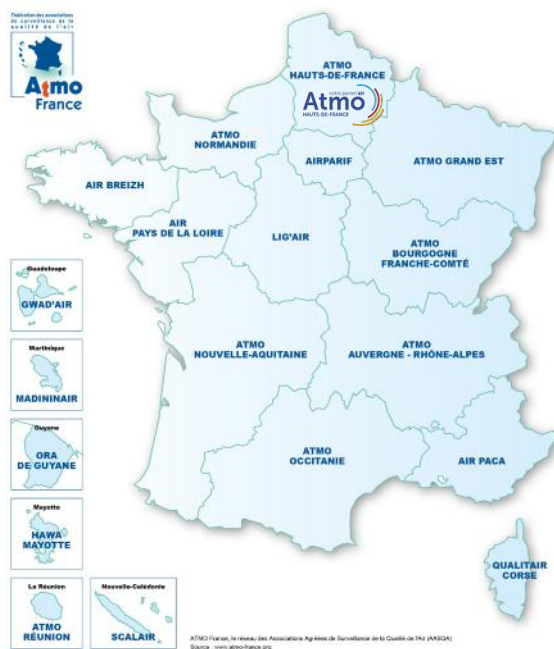 Fédération des associations
de surveillance de la
qualité de l'air
Atmo
France
ATMO
HAUTS-DE-FRANCE
votre partenair
Atmo
HAUTS-DE-FRANCE
ATMO
NORMANDIE
AIRPARIF
ATMO GRAND EST
AIR BREIZH
AIR
PAYS DE LA LOIRE
LIG'AIR
ATMO
BOURGOGNE
FRANCHE-COMTÉ
Guadeloupe
GWAD'AIR
ATMO
NOUVELLE-AQUITAINE
ATMO
AUVERGNE - RHÔNE-ALPES
Martinique
MADININAIR
Guyane
ORA
DE GUYANE
ATMO
OCCITANIE
AIR PACA
Mayotte
HAWA
MAYOTTE
QUALITAIR
CORSE
La Réunion
ATMO
RÉUNION
Nouvelle-Calédonie
SCALAIR
ATMO France, le réseau des Associations Agréées de Surveillance de la Qualité de l'Air (AASQA)
Source : www.atmo-france.org